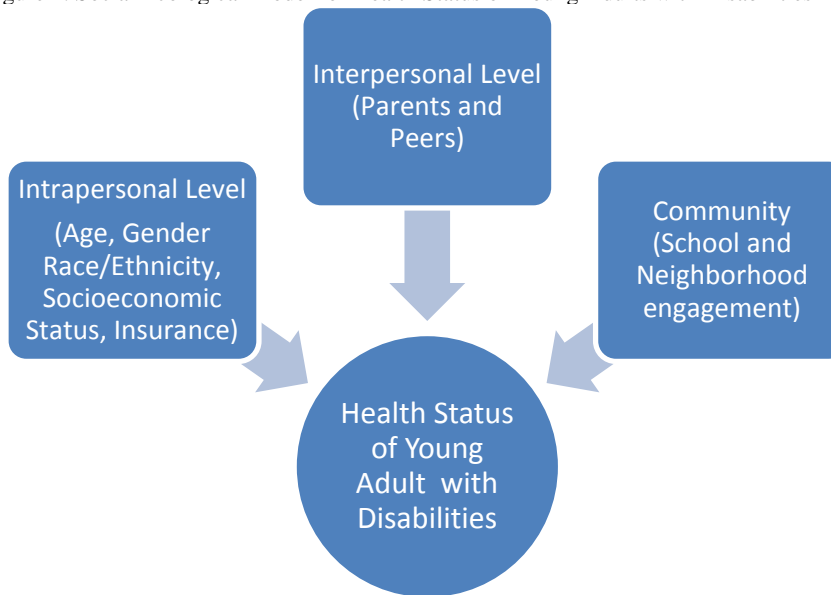 Interpersonal Level
(Parents and
Peers)
Intrapersonal Level
(Age, Gender
Race/Ethnicity,
Socioeconomic
Status, Insurance)
Community
(School and
Neighborhood
engagement)
Health Status
of Young
Adult with
Disabilities